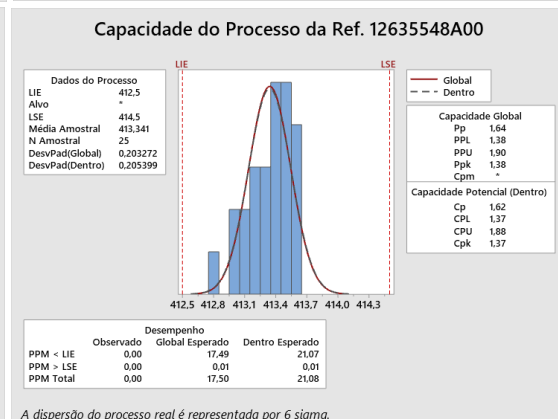 Capacidade do Processo da Ref. 12635548A00
LIE
LSE
Dados do Processo
LIE 412,5
Alvo *
LSE 414,5
Média Amostral 413,341
N Amostral 25
DesvPad(Global) 0,203272
DesvPad(Dentro) 0,205399
Global
Dentro
Capacidade Global
Pp 1,64
PPL 1,38
PPU 1,90
Ppk 1,38
Cpm *
Capacidade Potencial (Dentro)
Cp 1,62
CPL 1,37
CPU 1,88
Cpk 1,37
412,5 412,8 413,1 413,4 413,7 414,0 414,3
Desempenho
Observado Global Esperado Dentro Esperado
PPM < LIE 0,00 17,49 21,07
PPM > LSE 0,00 0,01 0,01
PPM Total 0,00 17,50 21,08
A dispersão do processo real é representada por 6 sigma.